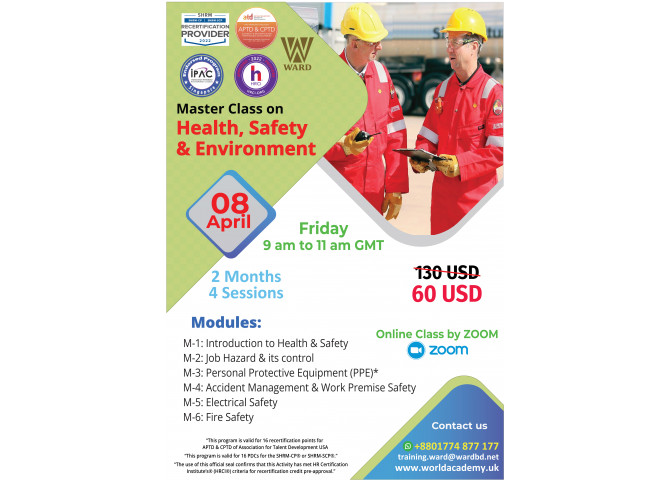 SHRM
RECERTIFICATION
PROVIDER
2022
APTD & CPTD
IPAC
Singapore
2022
h
HRCI
WARD
Master Class on
Health, Safety
& Environment
08
April
Friday
9 am to 11 am GMT
2 Months
4 Sessions
130 USD
60 USD
Modules:
M-1: Introduction to Health & Safety
M-2: Job Hazard & its control
M-3: Personal Protective Equipment (PPE)*
M-4: Accident Management & Work Premise Safety
M-5: Electrical Safety
M-6: Fire Safety
Online Class by ZOOM
zoom
"This program is valid for 16 recertification points for
APTD & CPTD of Association for Talent Development USA
"This program is valid for 16 PDCs for the SHRM-CP® or SHRM-SCP®."
"The use of this official seal confirms that this Activity has met HR Certification
Institute's® (HRCI®) criteria for recertification credit pre-approval."
Contact us
+8801774 877 177
training.ward@wardbd.net
www.worldacademy.uk